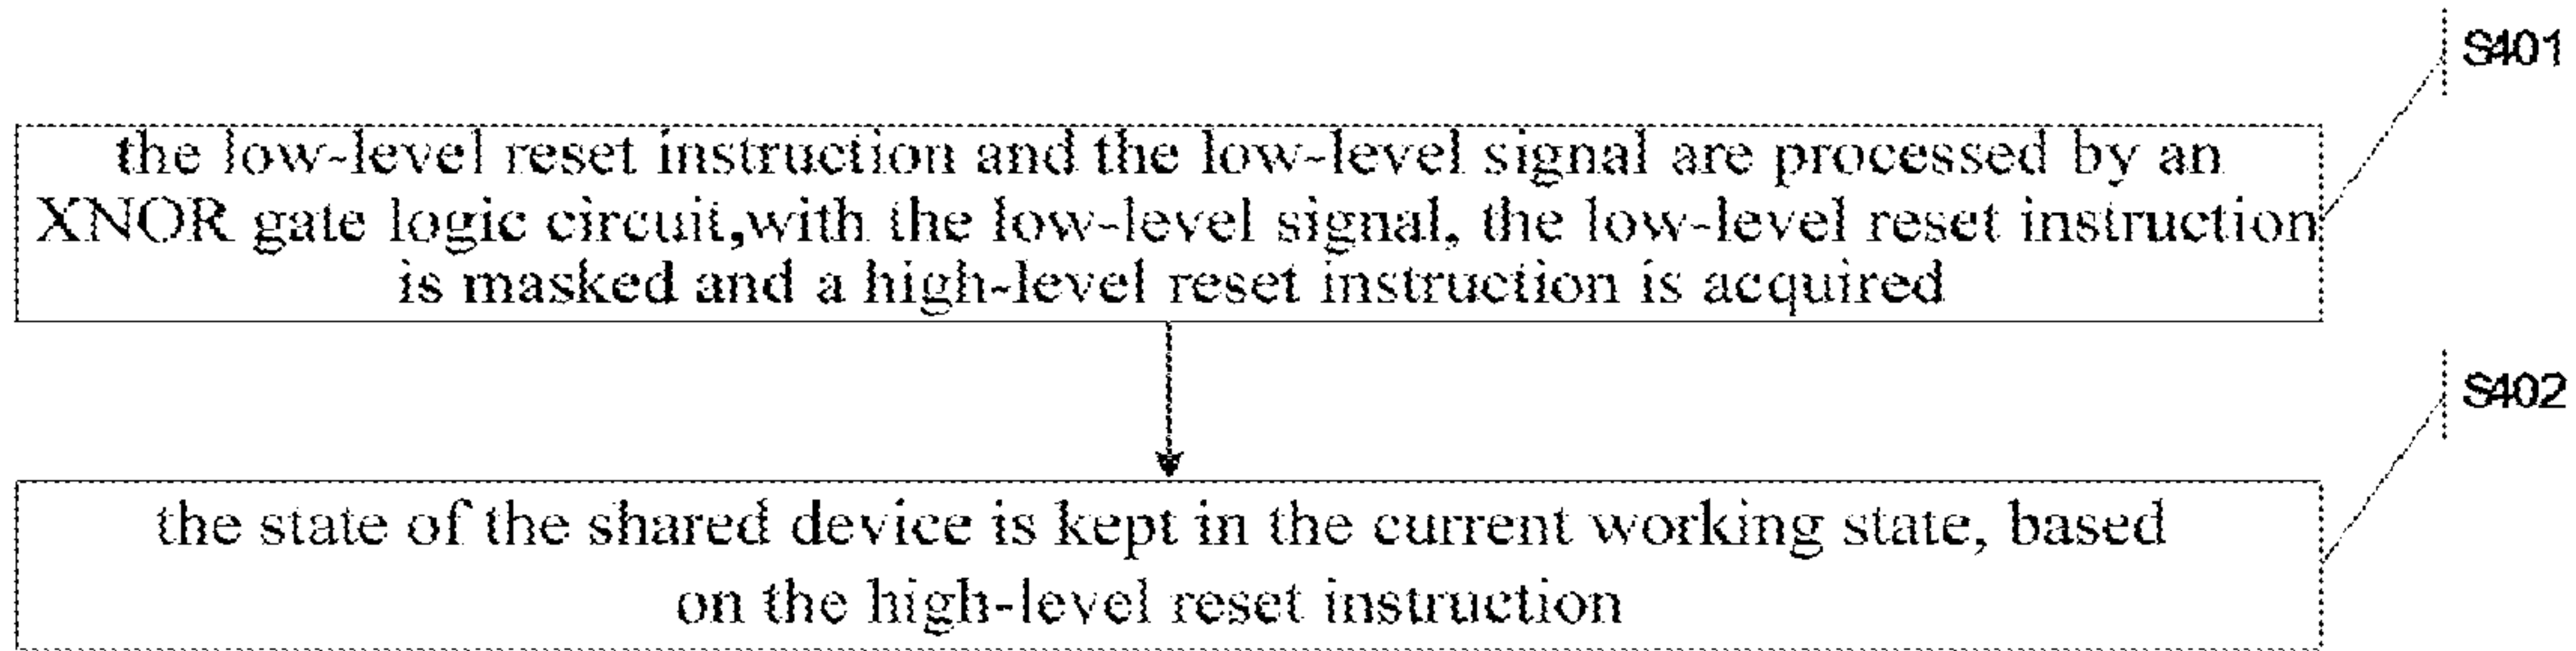 S401
the low-level reset instruction and the low-level signal are processed by an
XNOR gate logic circuit,with the low-level signal, the low-level reset instruction
is masked and a high-level reset instruction is acquired
S402
the state of the shared device is kept in the current working state, based
on the high-level reset instruction